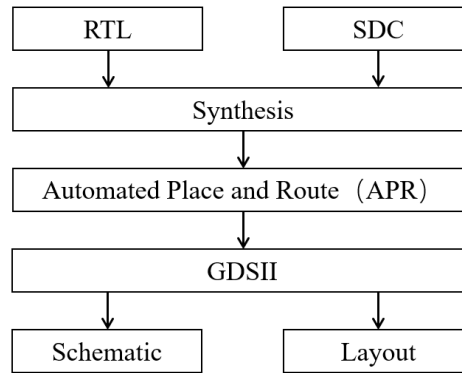 RTL
SDC
Synthesis
Automated Place and Route（APR）
GDSII
Schematic
Layout